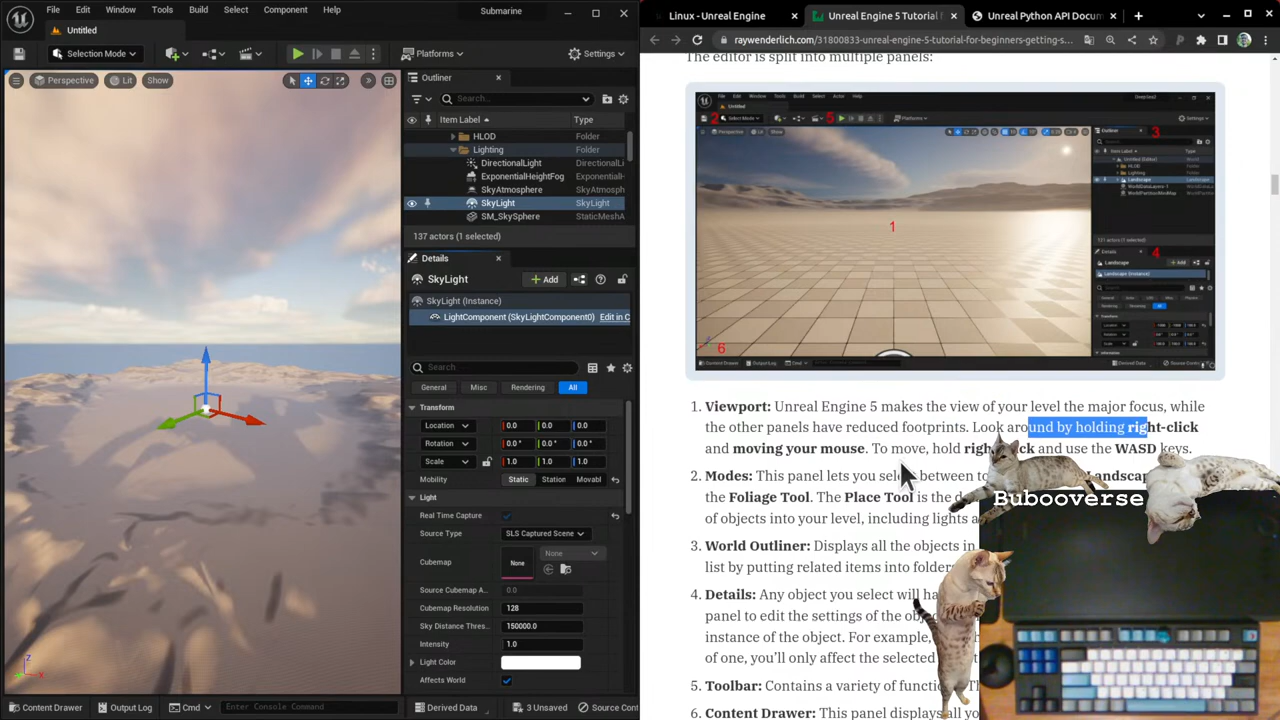 File Edit Window Tools Build Select Component Help
Submarine
Untitled
Selection Mode
Platforms
Settings
Perspective
Lit
Show
Outliner
Search...
Item Label
Type
HLOD
Folder
Lighting
Folder
DirectionalLight
DirectionalLi
ExponentialHeightFog
Exponential
SkyAtmosphere
SkyAtmosph
SkyLight
SkyLight
SM_SkySphere
StaticMeshA
137 actors (1 selected)
Details
SkyLight
Add
SkyLight (Instance)
LightComponent (SkyLightComponent0)
Edit in C
Search
General
Misc
Rendering
All
Transform
Location
0.0
0.0
0.0
Rotation
0.0 °
0.0 °
0.0 °
Scale
1.0
1.0
1.0
Mobility
Static
Station
Movabl
Light
Real Time Capture
Source Type
SLS Captured Scene
Cubemap
None
None
Source Cubemap A...
0.0
Cubemap Resolution
128
Sky Distance Thres...
150000.0
Intensity
1.0
Light Color
Affects World
Content Drawer
Output Log
Cmd
Enter Console Command
Derived Data
3 Unsaved
Source Cont
Linux - Unreal Engine
Unreal Engine 5 Tutorial f
Unreal Python API Docum
raywenderlich.com/31800833-unreal-engine-5-tutorial-for-beginners-getting-s...
The editor is split into multiple panels:
1
2
3
4
5
6
1. Viewport: Unreal Engine 5 makes the view of your level the major focus, while
the other panels have reduced footprints. Look around by holding right-click
and moving your mouse. To move, hold right-click and use the WASD keys.
2. Modes: This panel lets you select between to
Landscap
the Foliage Tool. The Place Tool is the d
of objects into your level, including lights a
3. World Outliner: Displays all the objects in
list by putting related items into folder
4. Details: Any object you select will ha
panel to edit the settings of the obj
instance of the object. For example,
of one, you'll only affect the selected
5. Toolbar: Contains a variety of functi
6. Content Drawer: This panel displays all yo
Bubooverse